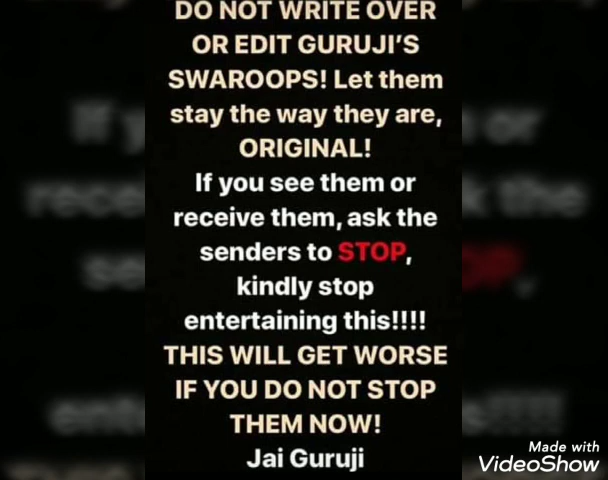 DO NOT WRITE OVER
OR EDIT GURUJI'S
SWAROOPS! Let them
stay the way they are,
ORIGINAL!
If you see them or
receive them, ask the
senders to STOP,
kindly stop
entertaining this!!!!
THIS WILL GET WORSE
IF YOU DO NOT STOP
THEM NOW!
Jai Guruji
Made with
VideoShow